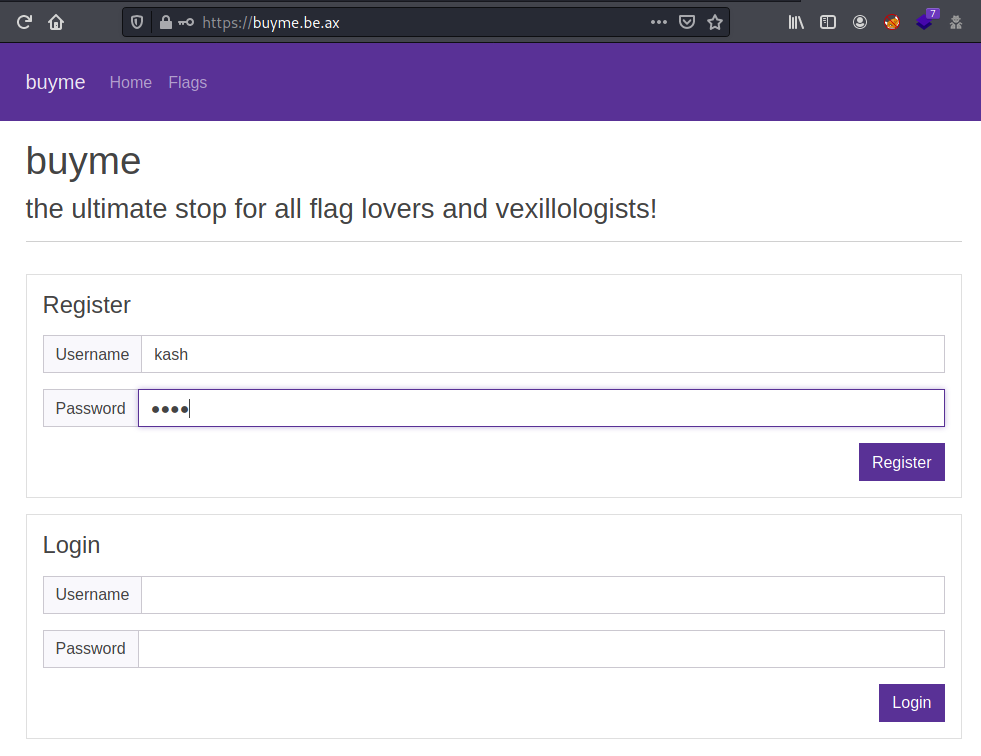 7
https://buyme.be.ax
buyme Home Flags
buyme
the ultimate stop for all flag lovers and vexillologists!
Register
Username kash
Password ●●●●
Register
Login
Username
Password
Login